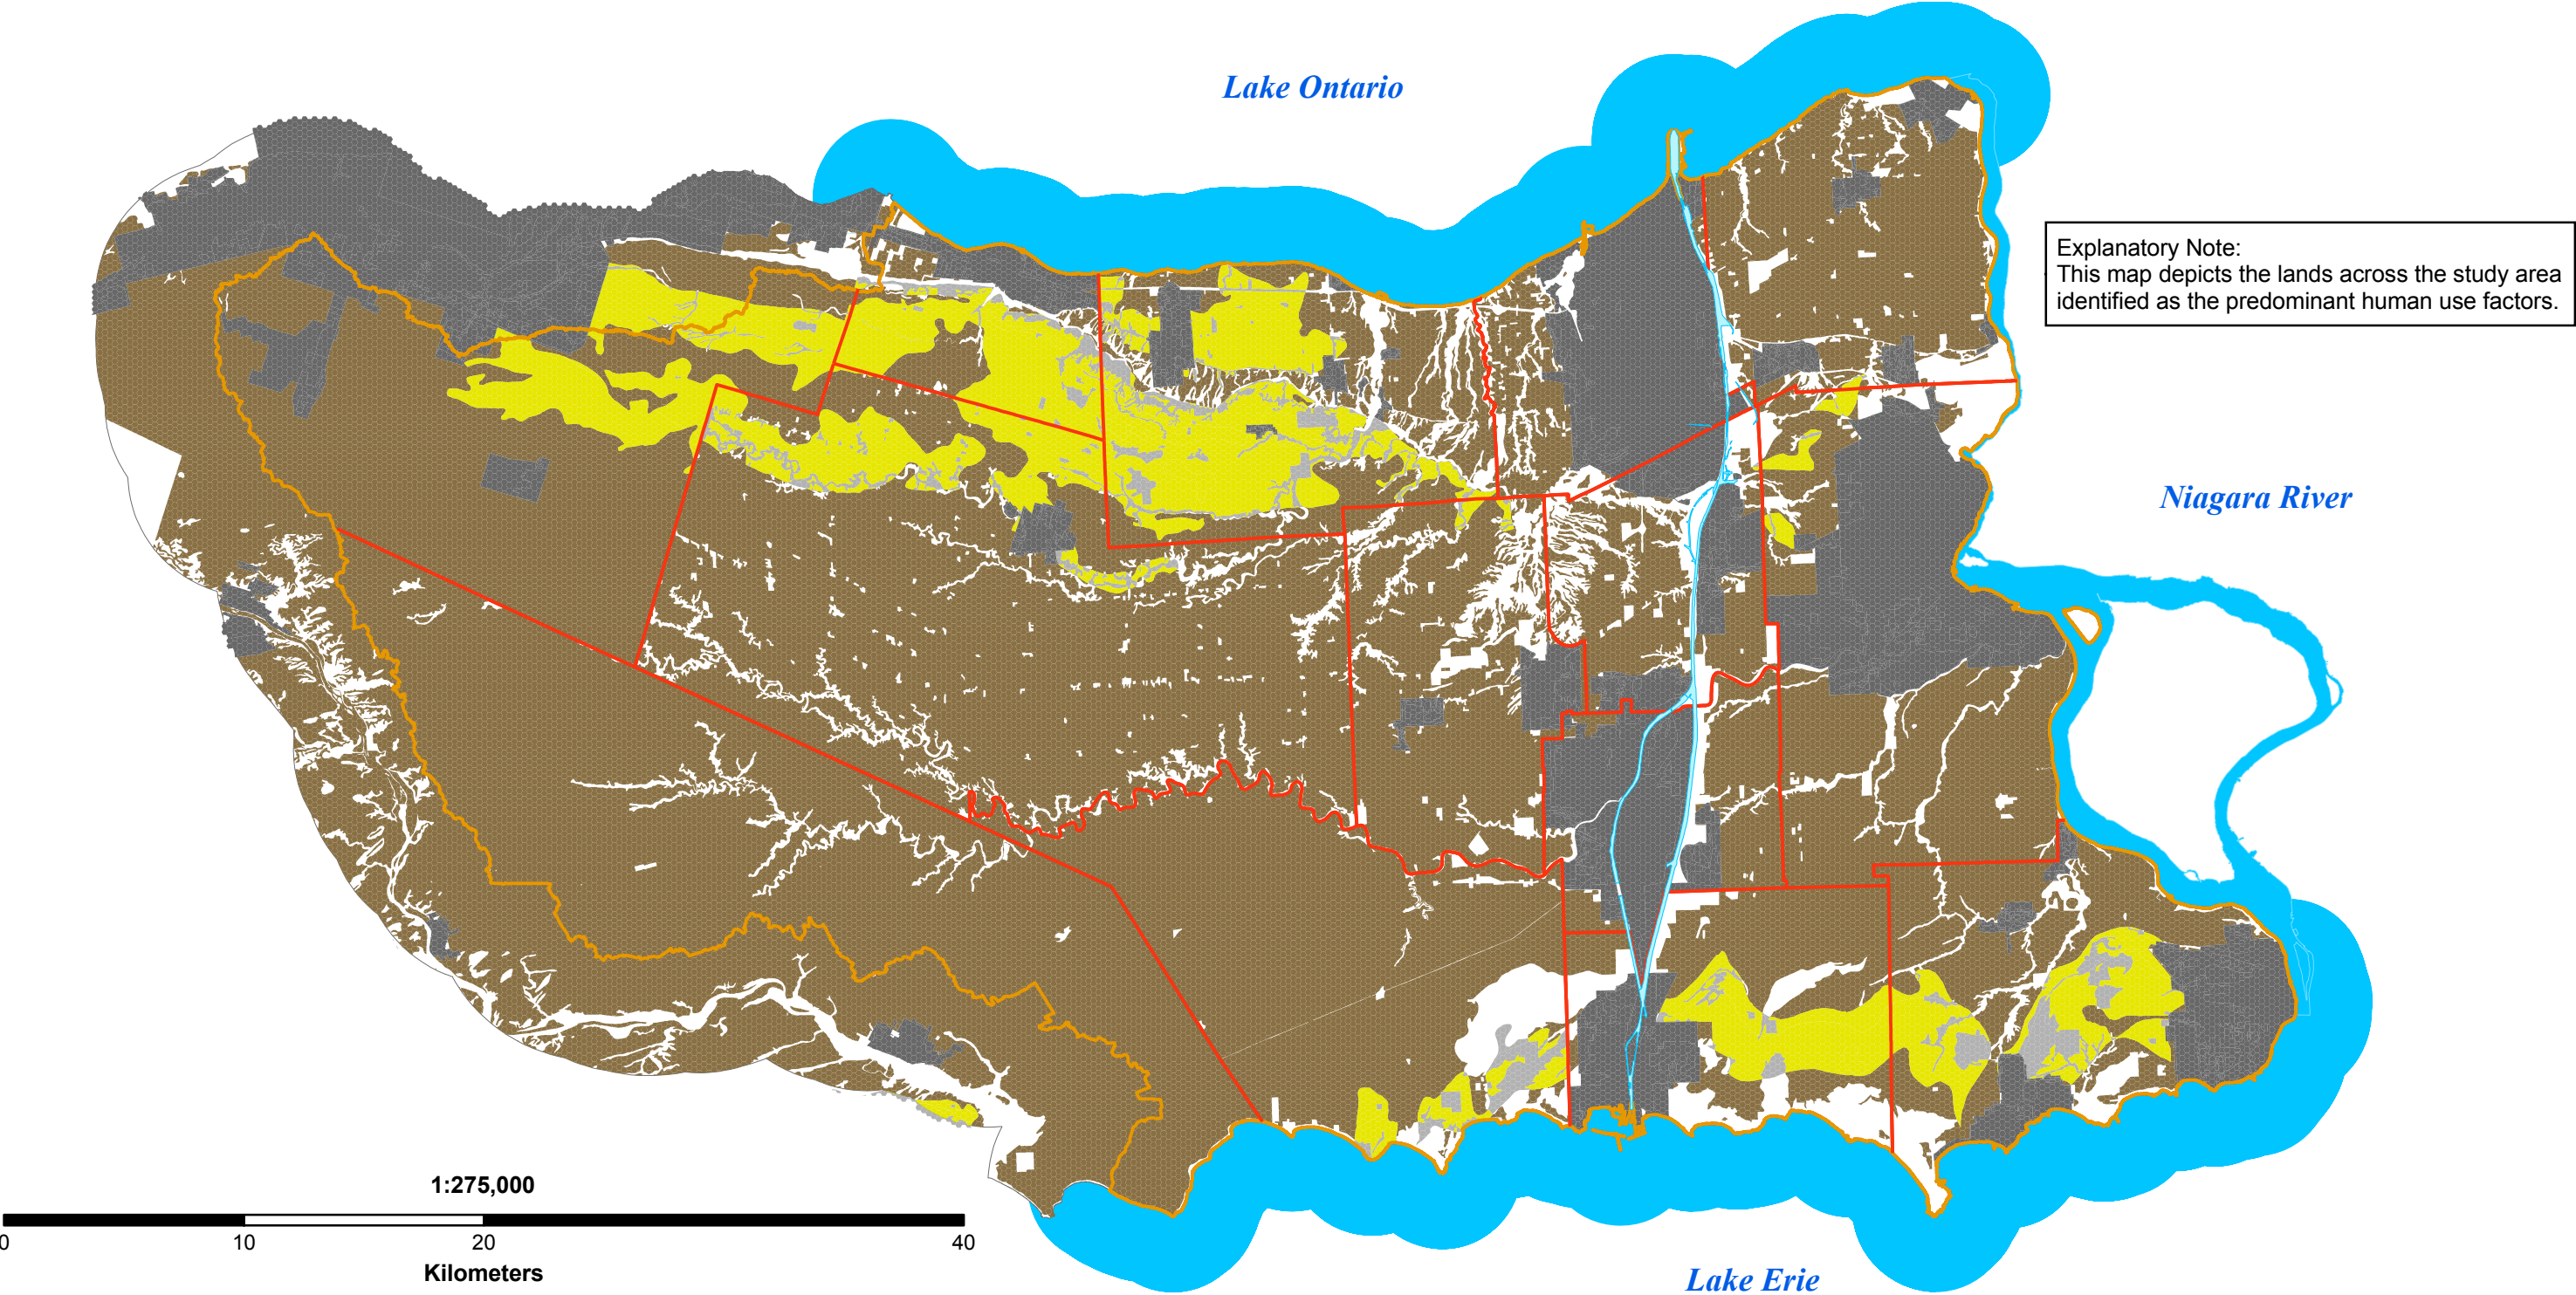 Lake Ontario
Explanatory Note:
This map depicts the lands across the study area
identified as the predominant human use factors.
Niagara River
1:275,000
0 10 20 40
Kilometers
Lake Erie